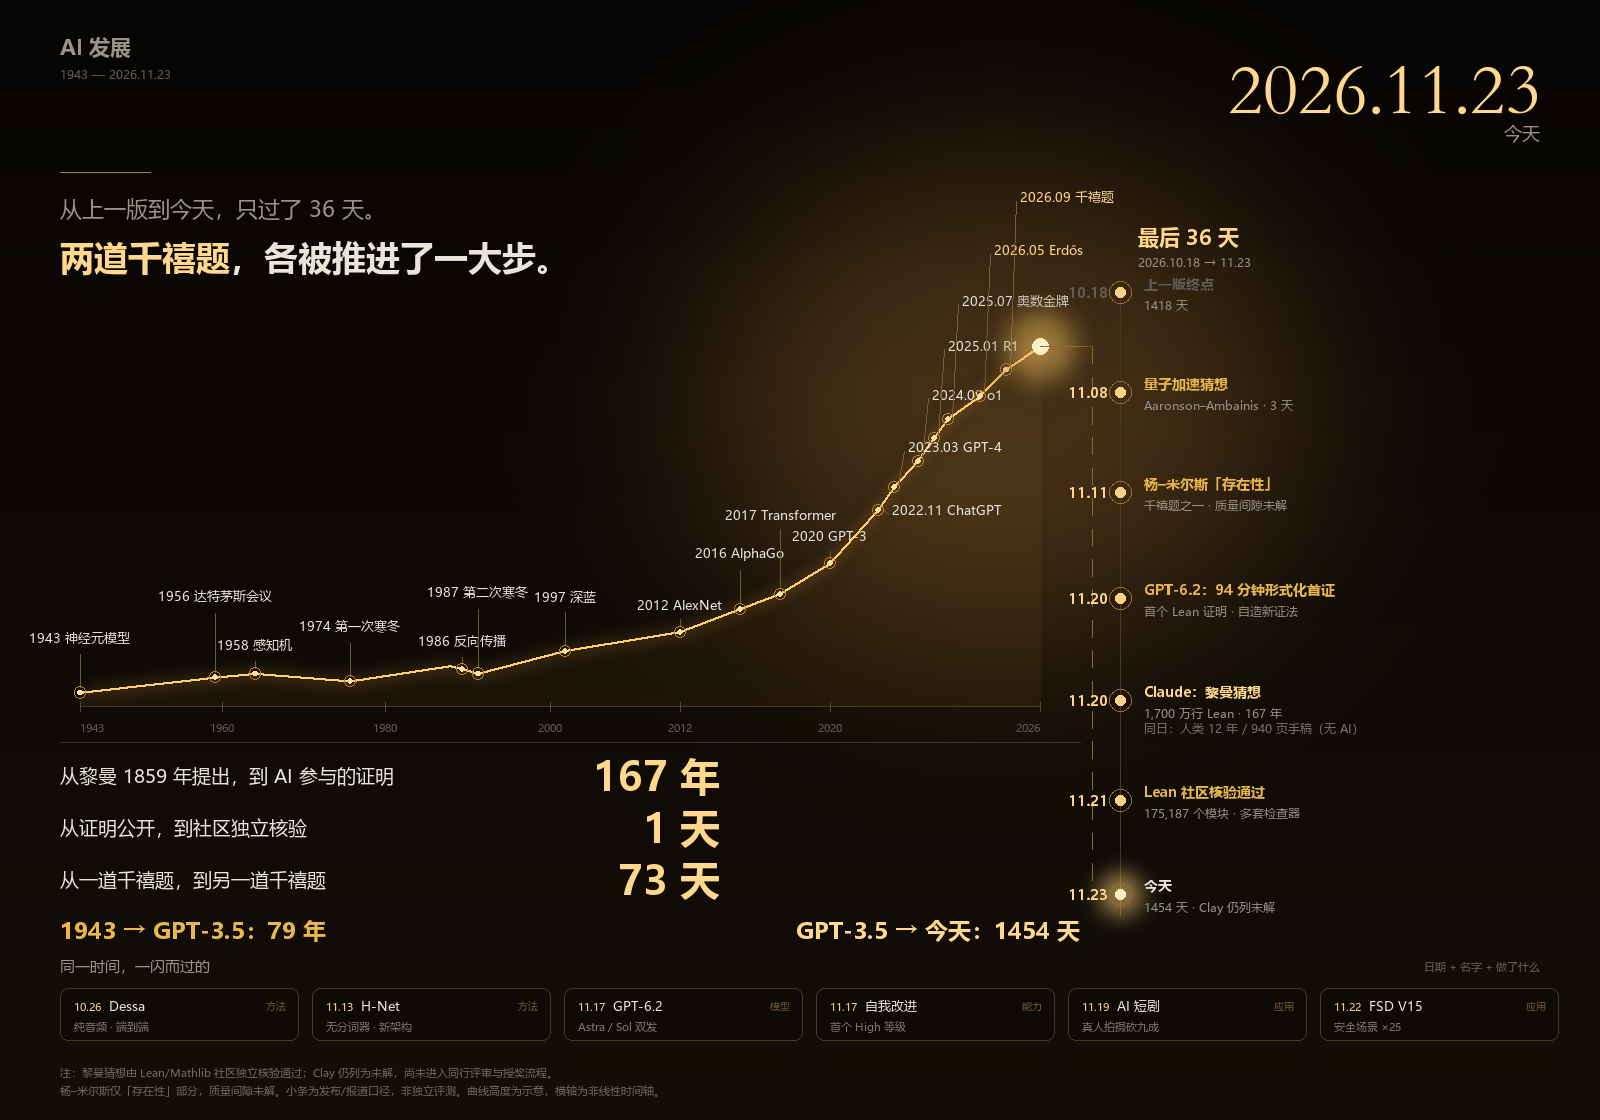 AI 发展
1943 — 2026.11.23
2026.11.23
今天
从上一版到今天，只过了 36 天。
两道千禧题，各被推进了一大步。
2026.09 千禧题
2026.05 Erdős
2025.07 奥数金牌
2025.01 R1
2024.09 o1
2023.03 GPT-4
2022.11 ChatGPT
2017 Transformer
2020 GPT-3
2016 AlphaGo
1987 第二次寒冬
1997 深蓝
2012 AlexNet
1956 达特茅斯会议
1974 第一次寒冬
1943 神经元模型
1958 感知机
1986 反向传播
1943
1960
1980
2000
2012
2020
2026
最后 36 天
2026.10.18 → 11.23
10.18
上一版终点
1418 天
11.08
量子加速猜想
Aaronson–Ambainis · 3 天
11.11
杨–米尔斯「存在性」
千禧题之一 · 质量间隙未解
11.20
GPT-6.2：94 分钟形式化首证
首个 Lean 证明 · 自造新证法
11.20
Claude：黎曼猜想
1,700 万行 Lean · 167 年
同日：人类 12 年 / 940 页手稿（无 AI）
11.21
Lean 社区核验通过
175,187 个模块 · 多套检查器
11.23
今天
1454 天 · Clay 仍列未解
从黎曼 1859 年提出，到 AI 参与的证明
167 年
从证明公开，到社区独立核验
1 天
从一道千禧题，到另一道千禧题
73 天
1943 → GPT-3.5：79 年
GPT-3.5 → 今天：1454 天
同一时间，一闪而过的
日期 + 名字 + 做了什么
10.26 Dessa 方法
纯音频 · 端到端
11.13 H-Net 方法
无分词器 · 新架构
11.17 GPT-6.2 模型
Astra / Sol 双发
11.17 自我改进 能力
首个 High 等级
11.19 AI 短剧 应用
真人拍摄砍九成
11.22 FSD V15 应用
安全场景 ×25
注：黎曼猜想由 Lean/Mathlib 社区独立核验通过；Clay 仍列为未解，尚未进入同行评审与授奖流程。
杨–米尔斯仅「存在性」部分，质量间隙未解。小条为发布/报道口径，非独立评测。曲线高度为示意，横轴为非线性时间轴。